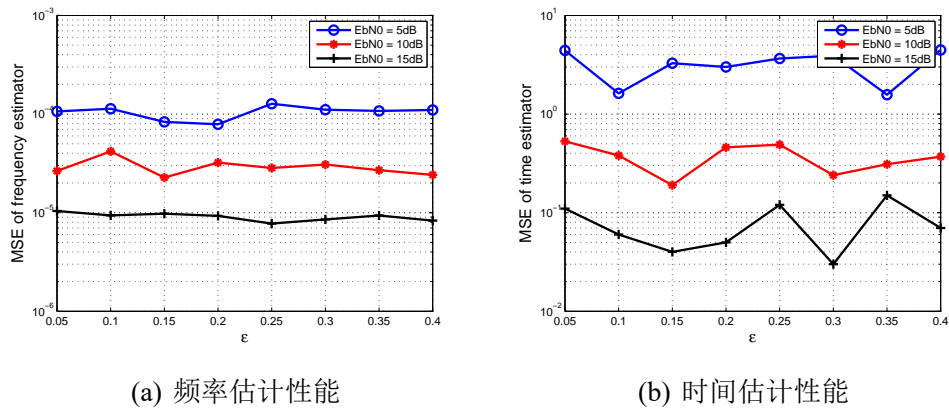 10^-3
10^-4
10^-5
10^-6
MSE of frequency estimator
EbN0 = 5dB
EbN0 = 10dB
EbN0 = 15dB
0.05 0.1 0.15 0.2 0.25 0.3 0.35 0.4
ε
(a) 频率估计性能
10^1
10^0
10^-1
10^-2
MSE of time estimator
EbN0 = 5dB
EbN0 = 10dB
EbN0 = 15dB
0.05 0.1 0.15 0.2 0.25 0.3 0.35 0.4
ε
(b) 时间估计性能